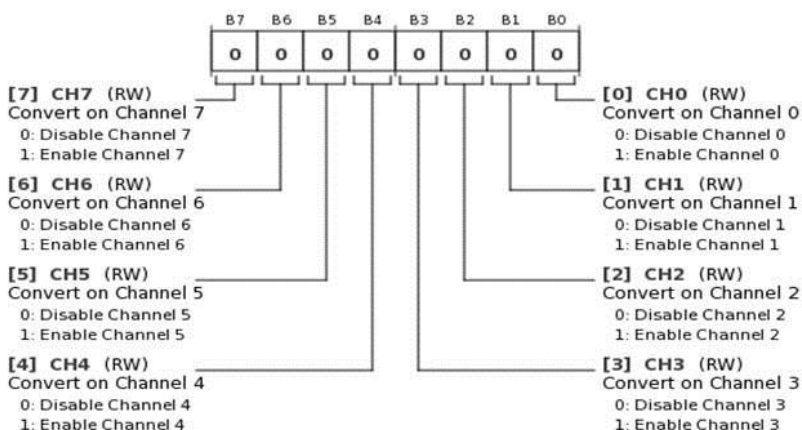 B7 B6 B5 B4 B3 B2 B1 B0
0 0 0 0 0 0 0 0
[7] CH7 (RW)
Convert on Channel 7
0: Disable Channel 7
1: Enable Channel 7
[6] CH6 (RW)
Convert on Channel 6
0: Disable Channel 6
1: Enable Channel 6
[5] CH5 (RW)
Convert on Channel 5
0: Disable Channel 5
1: Enable Channel 5
[4] CH4 (RW)
Convert on Channel 4
0: Disable Channel 4
1: Enable Channel 4
[0] CH0 (RW)
Convert on Channel 0
0: Disable Channel 0
1: Enable Channel 0
[1] CH1 (RW)
Convert on Channel 1
0: Disable Channel 1
1: Enable Channel 1
[2] CH2 (RW)
Convert on Channel 2
0: Disable Channel 2
1: Enable Channel 2
[3] CH3 (RW)
Convert on Channel 3
0: Disable Channel 3
1: Enable Channel 3